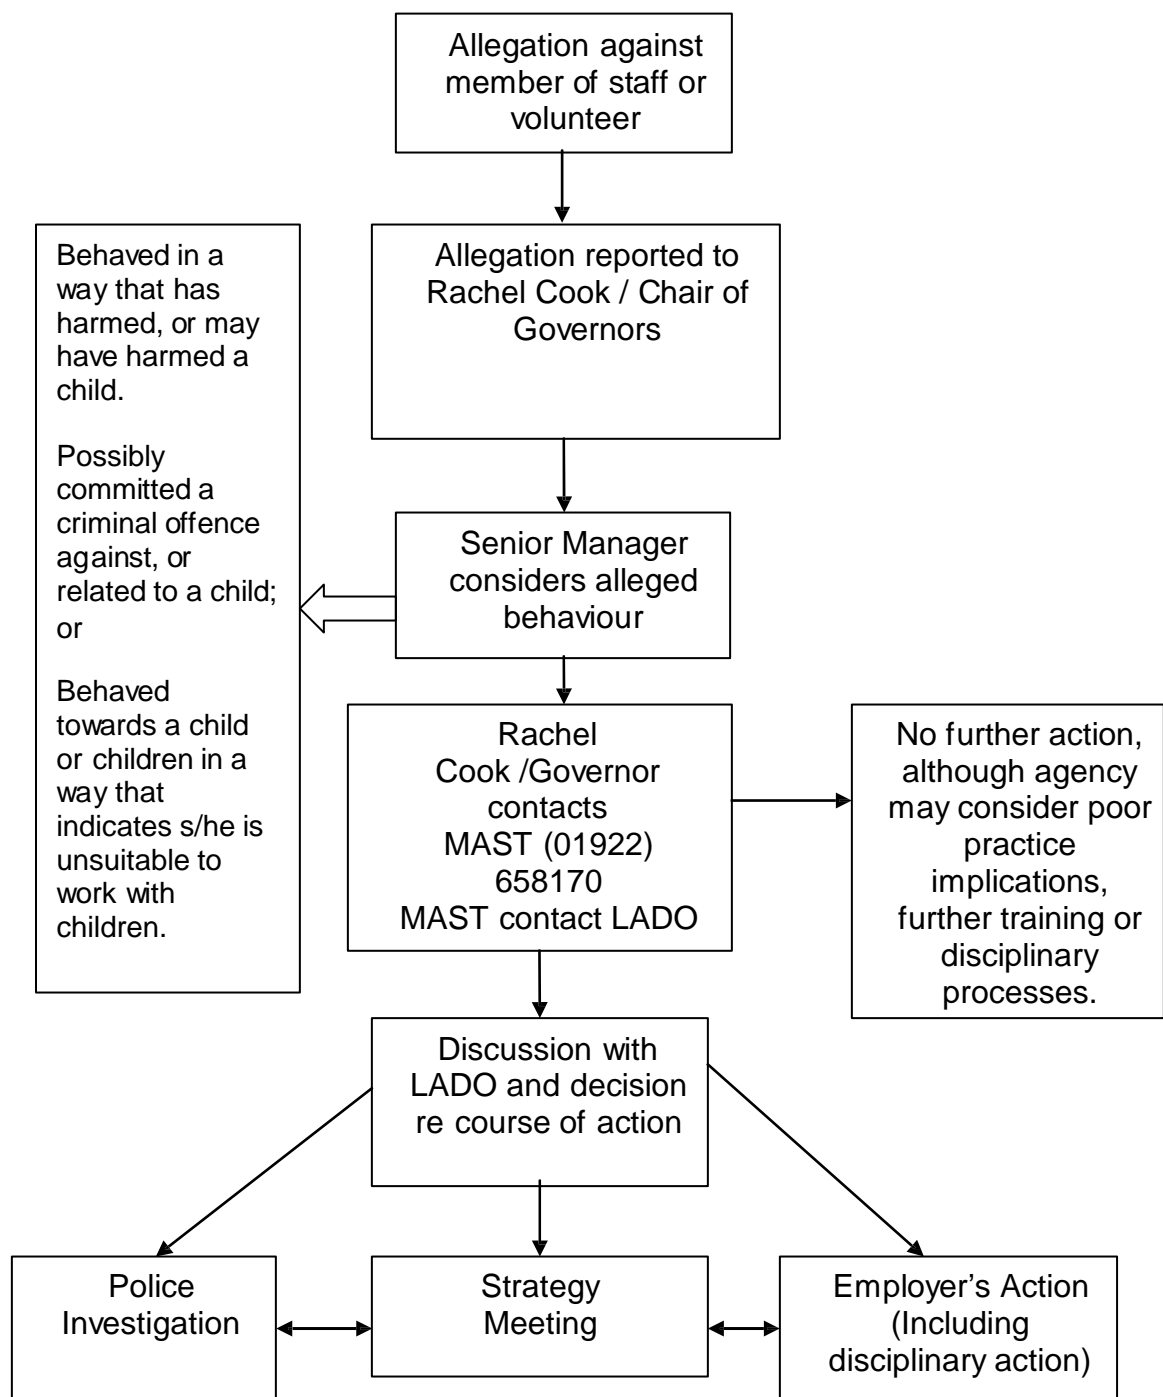 Allegation against
member of staff or
volunteer
Allegation reported to
Rachel Cook / Chair of
Governors
Behaved in a
way that has
harmed, or may
have harmed a
child.
Possibly
committed a
criminal offence
against, or
related to a child;
or
Behaved
towards a child
or children in a
way that
indicates s/he is
unsuitable to
work with
children.
Senior Manager
considers alleged
behaviour
Rachel
Cook /Governor
contacts
MAST (01922)
658170
MAST contact LADO
No further action,
although agency
may consider poor
practice
implications,
further training or
disciplinary
processes.
Discussion with
LADO and decision
re course of action
Police
Investigation
Strategy
Meeting
Employer’s Action
(Including
disciplinary action)